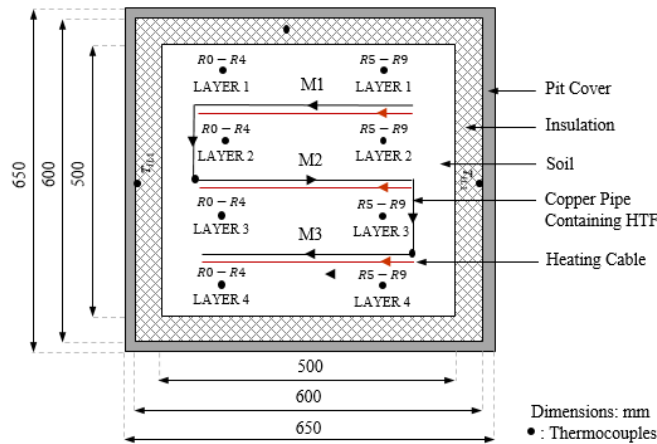 R0 − R4 R5 − R9
LAYER 1 LAYER 1
M1
R0 − R4 R5 − R9
LAYER 2 LAYER 2
M2
R0 − R4 R5 − R9
LAYER 3 LAYER 3
M3
R0 − R4 R5 − R9
LAYER 4 LAYER 4
650
600
500
500
600
650
Pit Cover
Insulation
Soil
Copper Pipe
Containing HTF
Heating Cable
Dimensions: mm
● : Thermocouples